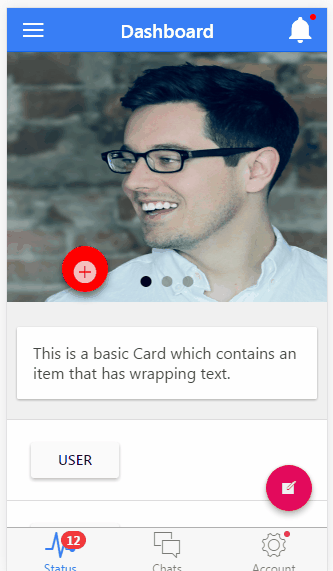 Dashboard
This is a basic Card which contains an
item that has wrapping text.
USER
12
Status
Chats
Account